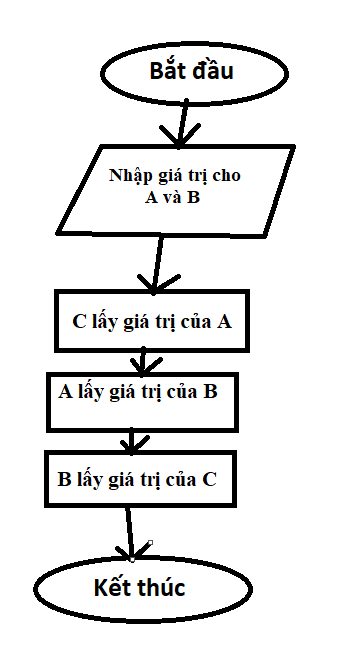 Bắt đầu
Nhập giá trị cho
A và B
C lấy giá trị của A
A lấy giá trị của B
B lấy giá trị của C
Kết thúc